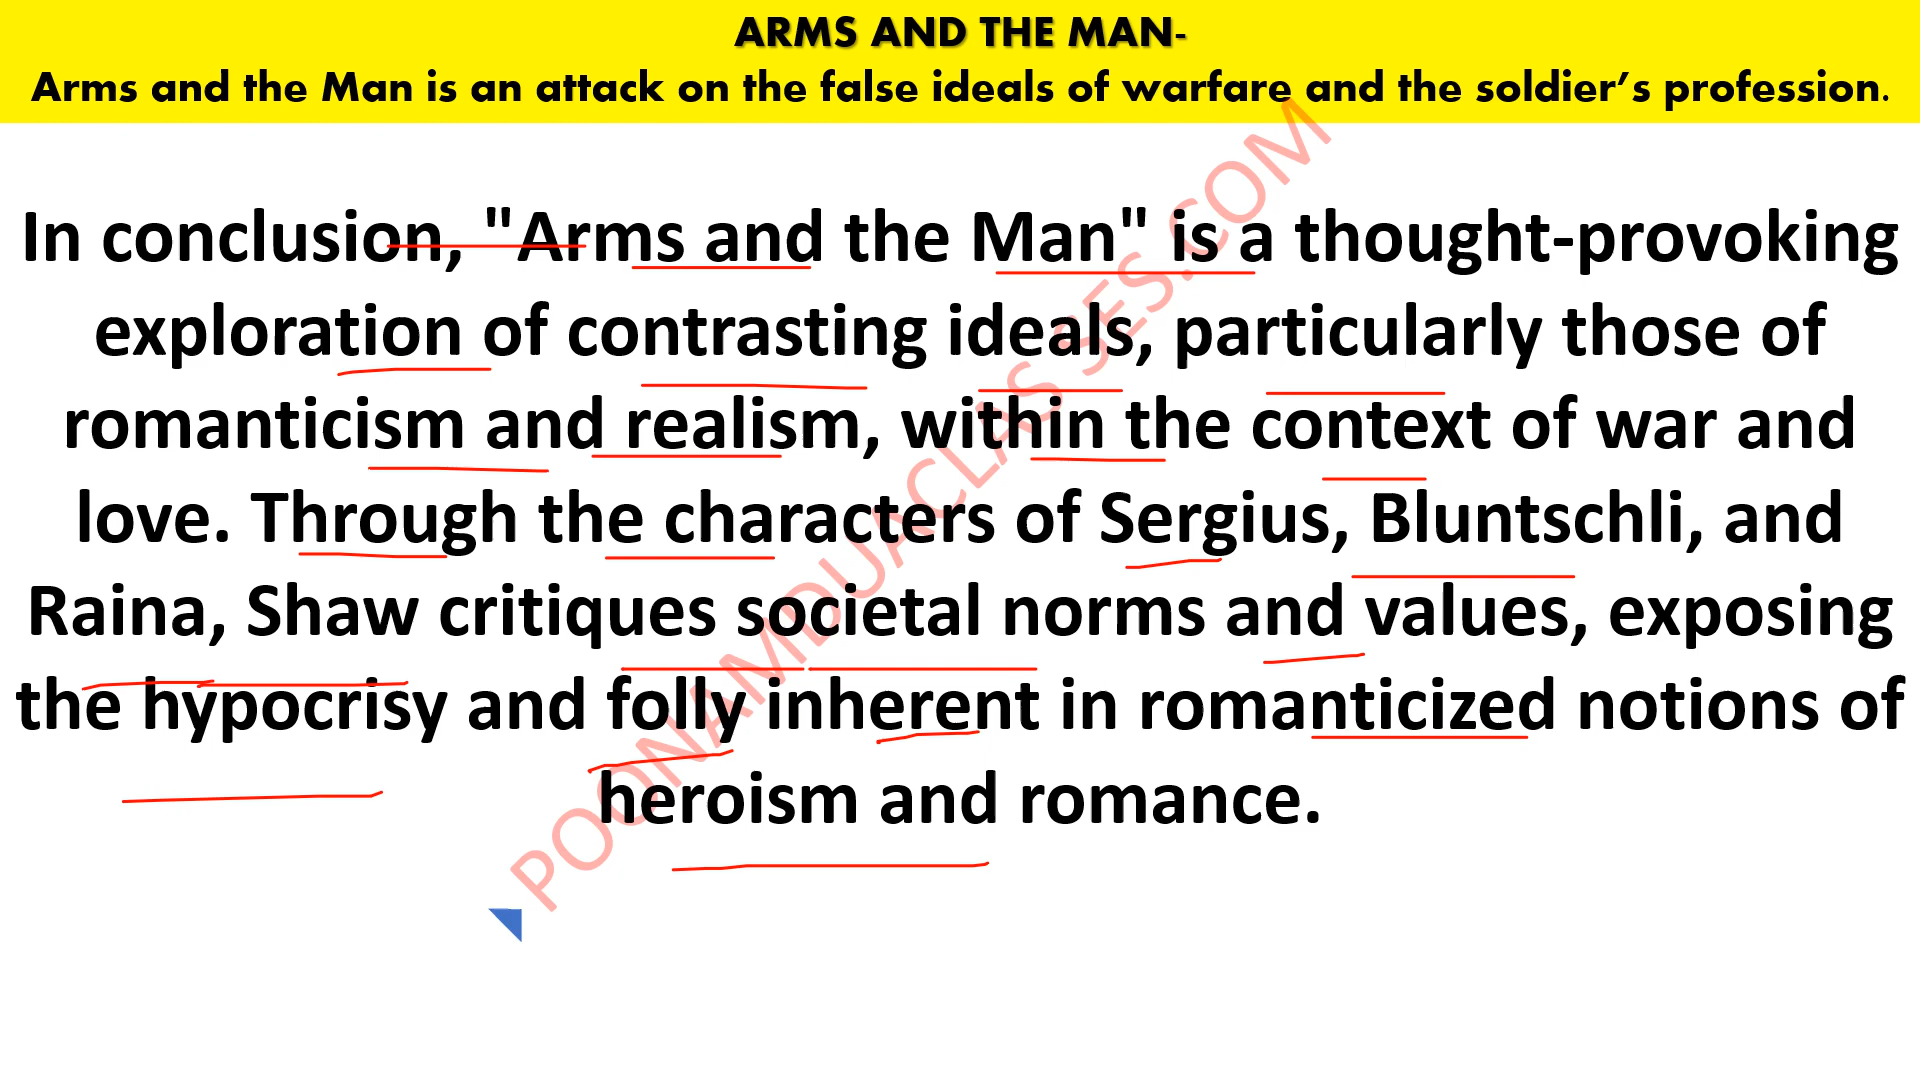 ARMS AND THE MAN-
Arms and the Man is an attack on the false ideals of warfare and the soldier’s profession.
In conclusion, "Arms and the Man" is a thought-provoking
exploration of contrasting ideals, particularly those of
romanticism and realism, within the context of war and
love. Through the characters of Sergius, Bluntschli, and
Raina, Shaw critiques societal norms and values, exposing
the hypocrisy and folly inherent in romanticized notions of
heroism and romance.
POONAMDUACLAS SES.COM